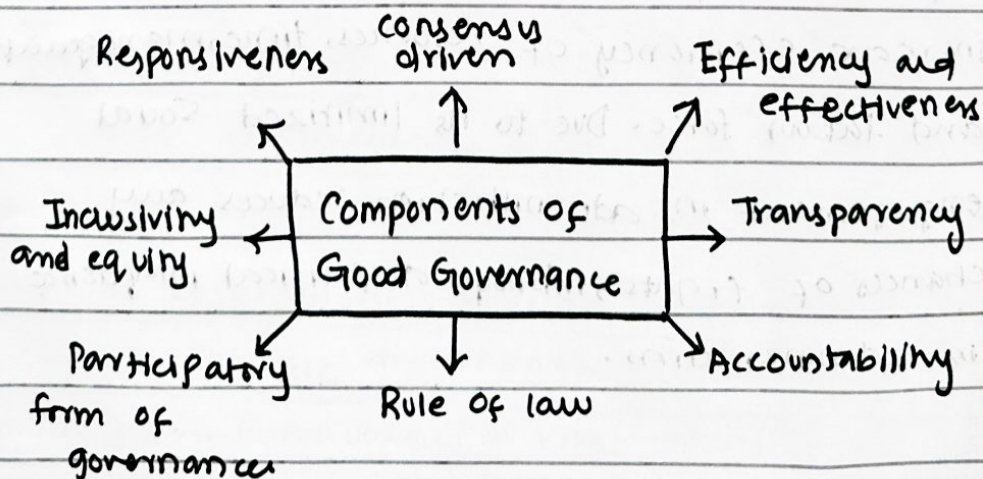 Responsiveness
consensus
driven
Efficiency and
effectiveness
Inclusivity
and equity
Components of
Good Governance
Transparency
Participatory
form of
governance
Rule of law
Accountability